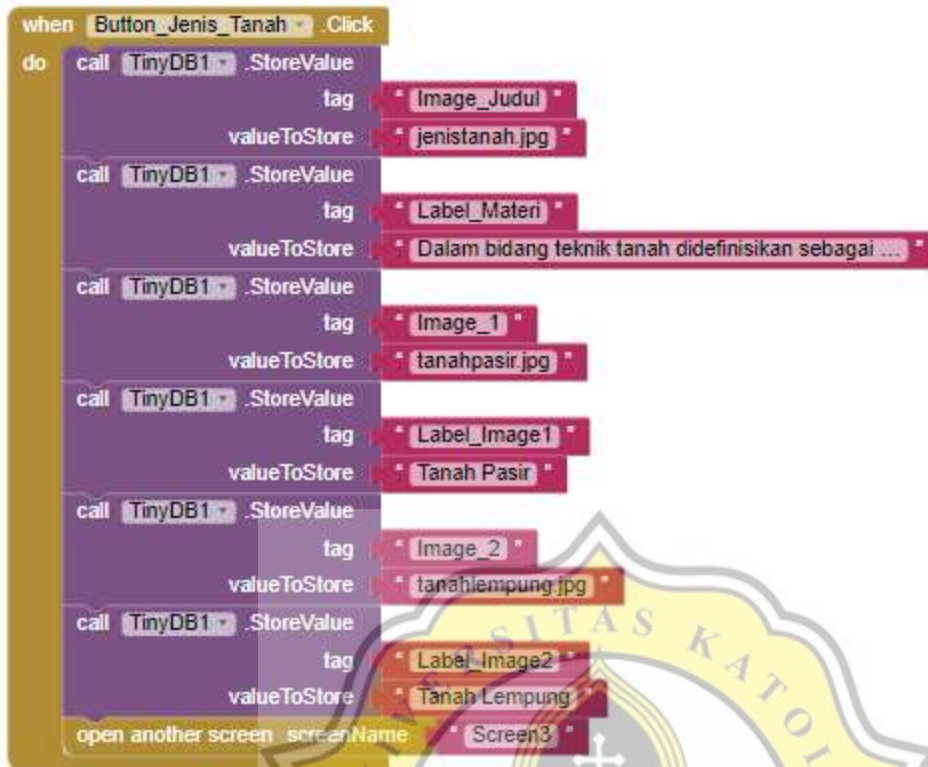 when Button_Jenis_Tanah .Click
do call TinyDB1 .StoreValue
tag " Image_Judul "
valueToStore " jenistanah.jpg "
call TinyDB1 .StoreValue
tag " Label_Materi "
valueToStore " Dalam bidang teknik tanah didefinisikan sebagai ... "
call TinyDB1 .StoreValue
tag " Image_1 "
valueToStore " tanahpasir.jpg "
call TinyDB1 .StoreValue
tag " Label_Image1 "
valueToStore " Tanah Pasir "
call TinyDB1 .StoreValue
tag " Image_2 "
valueToStore " tanahlempung.jpg "
call TinyDB1 .StoreValue
tag " Label_Image2 "
valueToStore " Tanah Lempung "
open another screen screenName " Screen3 "